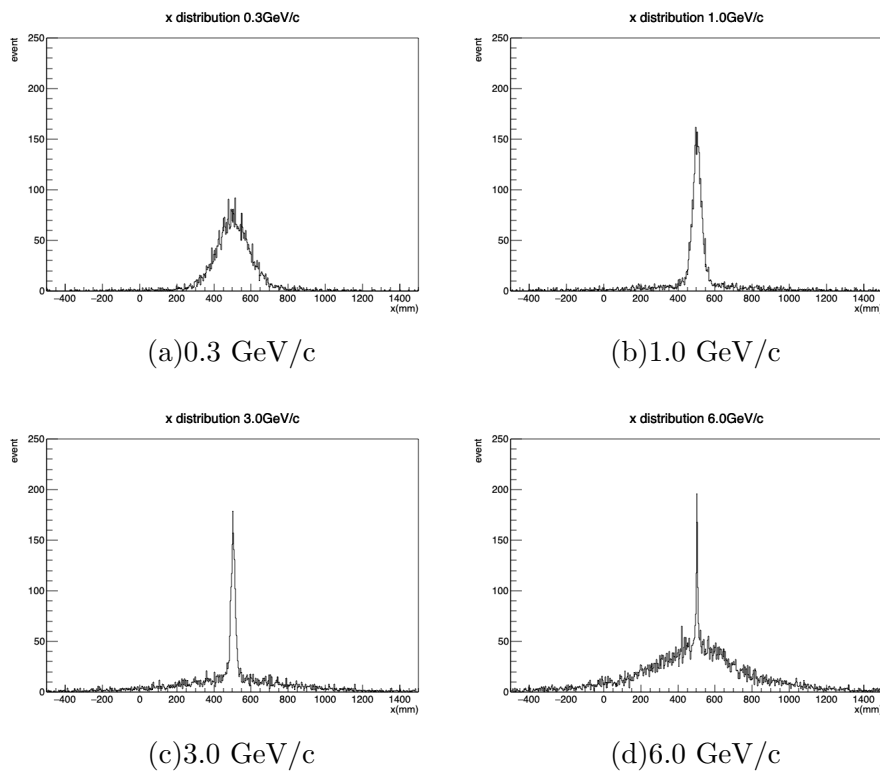 x distribution 0.3GeV/c
event
250
200
150
100
50
0
−400 −200 0 200 400 600 800 1000 1200 1400
x(mm)
(a)0.3 GeV/c
x distribution 1.0GeV/c
event
250
200
150
100
50
0
−400 −200 0 200 400 600 800 1000 1200 1400
x(mm)
(b)1.0 GeV/c
x distribution 3.0GeV/c
event
250
200
150
100
50
0
−400 −200 0 200 400 600 800 1000 1200 1400
x(mm)
(c)3.0 GeV/c
x distribution 6.0GeV/c
event
250
200
150
100
50
0
−400 −200 0 200 400 600 800 1000 1200 1400
x(mm)
(d)6.0 GeV/c